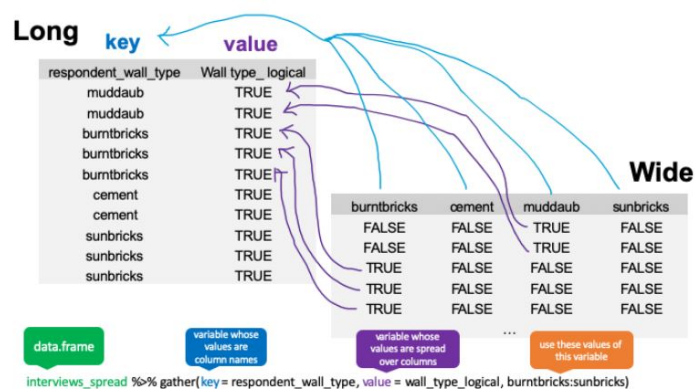 Long
key
value
respondent_wall_type Wall type_ logical
muddaub TRUE
muddaub TRUE
burntbricks TRUE
burntbricks TRUE
burntbricks TRUE
cement TRUE
cement TRUE
sunbricks TRUE
sunbricks TRUE
sunbricks TRUE
Wide
burntbricks cement muddaub sunbricks
FALSE FALSE TRUE FALSE
FALSE FALSE TRUE FALSE
TRUE FALSE FALSE FALSE
TRUE FALSE FALSE FALSE
TRUE FALSE FALSE FALSE
...
data.frame
variable whose
values are
column names
variable whose
values are spread
over columns
use these values of
this variable
interviews_spread %>% gather(key = respondent_wall_type, value = wall_type_logical, burntbricks:sunbricks)